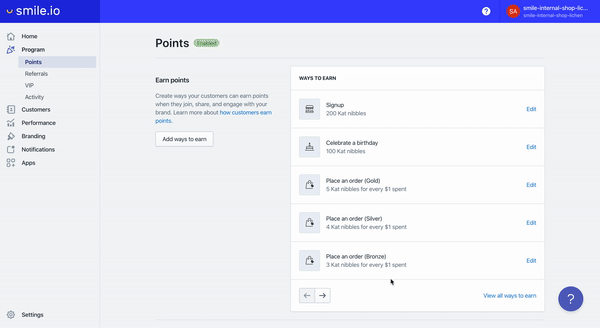 smile.io
?
SA
smile-internal-shop-lic...
smile-internal-shop-lichen
Home
Program
Points
Referrals
VIP
Activity
Customers
Performance
Branding
Notifications
Apps
Settings
Points
Enabled
Earn points
Create ways your customers can earn points
when they join, share, and engage with your
brand. Learn more about how customers earn
points.
Add ways to earn
WAYS TO EARN
Signup
200 Kat nibbles
Edit
Celebrate a birthday
100 Kat nibbles
Edit
Place an order (Gold)
5 Kat nibbles for every $1 spent
Edit
Place an order (Silver)
4 Kat nibbles for every $1 spent
Edit
Place an order (Bronze)
3 Kat nibbles for every $1 spent
Edit
View all ways to earn
?